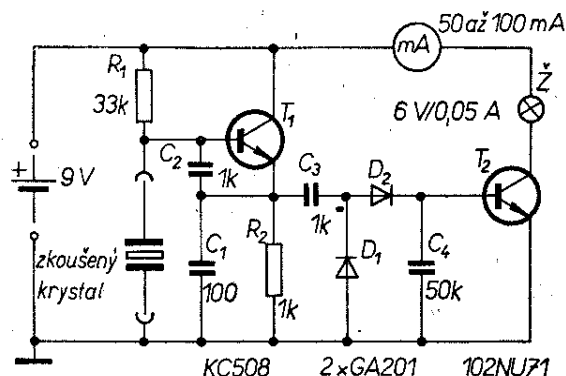 50 až 100 mA
mA
R₁
33k
T₁
Ž
6 V/0,05 A
T₂
C₂
1k
C₃
1k
D₂
+
9V
R₂
1k
D₁
C₁
100
C₄
50k
zkoušený
krystal
KC508
2×GA201
102NU71